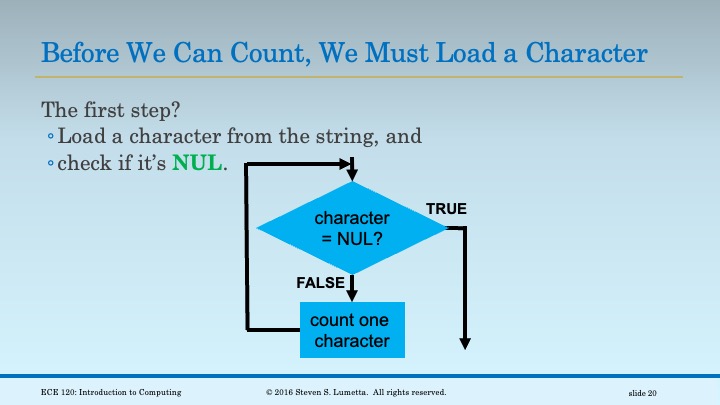 Before We Can Count, We Must Load a Character
The first step?
◦Load a character from the string, and
◦check if it’s NUL.
character
= NUL?
TRUE
FALSE
count one
character
ECE 120: Introduction to Computing
© 2016 Steven S. Lumetta.  All rights reserved.
slide 20